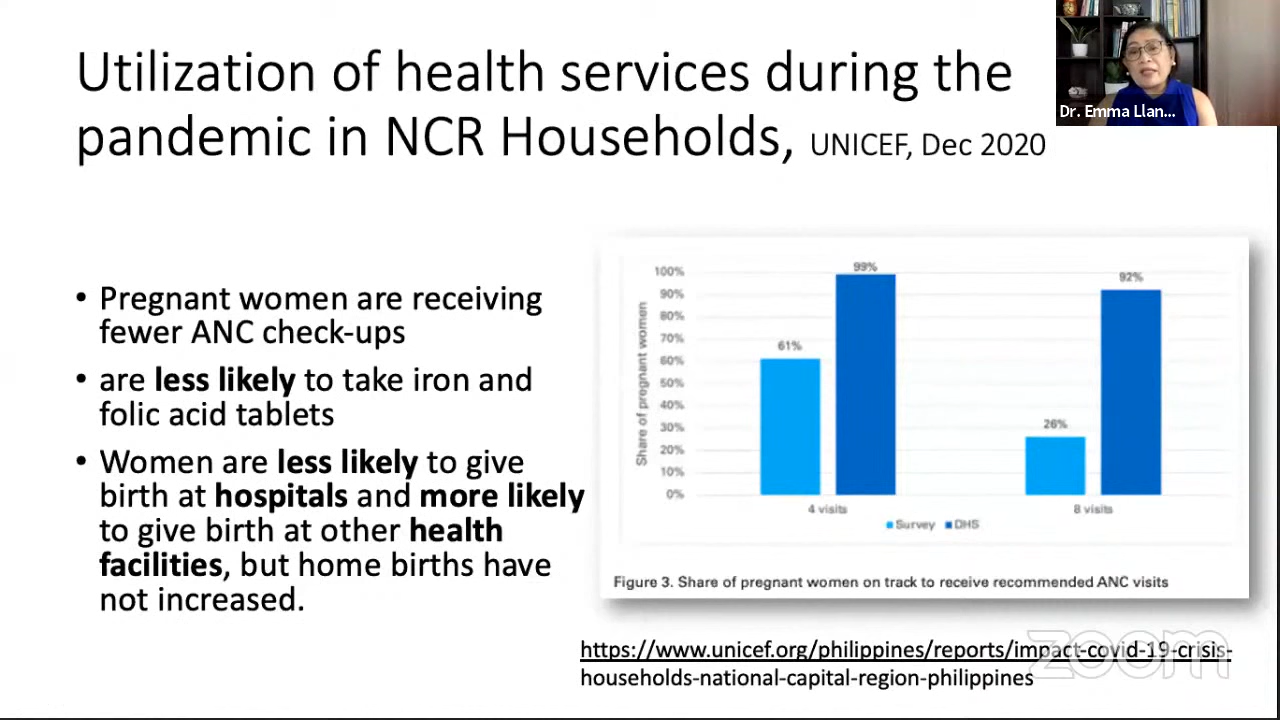 Utilization of health services during the
pandemic in NCR Households, UNICEF, Dec 2020
Dr. Emma Llan...
• Pregnant women are receiving
fewer ANC check-ups
• are less likely to take iron and
folic acid tablets
• Women are less likely to give
birth at hospitals and more likely
to give birth at other health
facilities, but home births have
not increased.
Share of pregnant women
100%
90%
80%
70%
60%
50%
40%
30%
20%
10%
0%
61%
99%
26%
92%
4 visits
8 visits
Survey DHS
Figure 3. Share of pregnant women on track to receive recommended ANC visits
https://www.unicef.org/philippines/reports/impact-covid-19-crisis-
households-national-capital-region-philippines
zoom